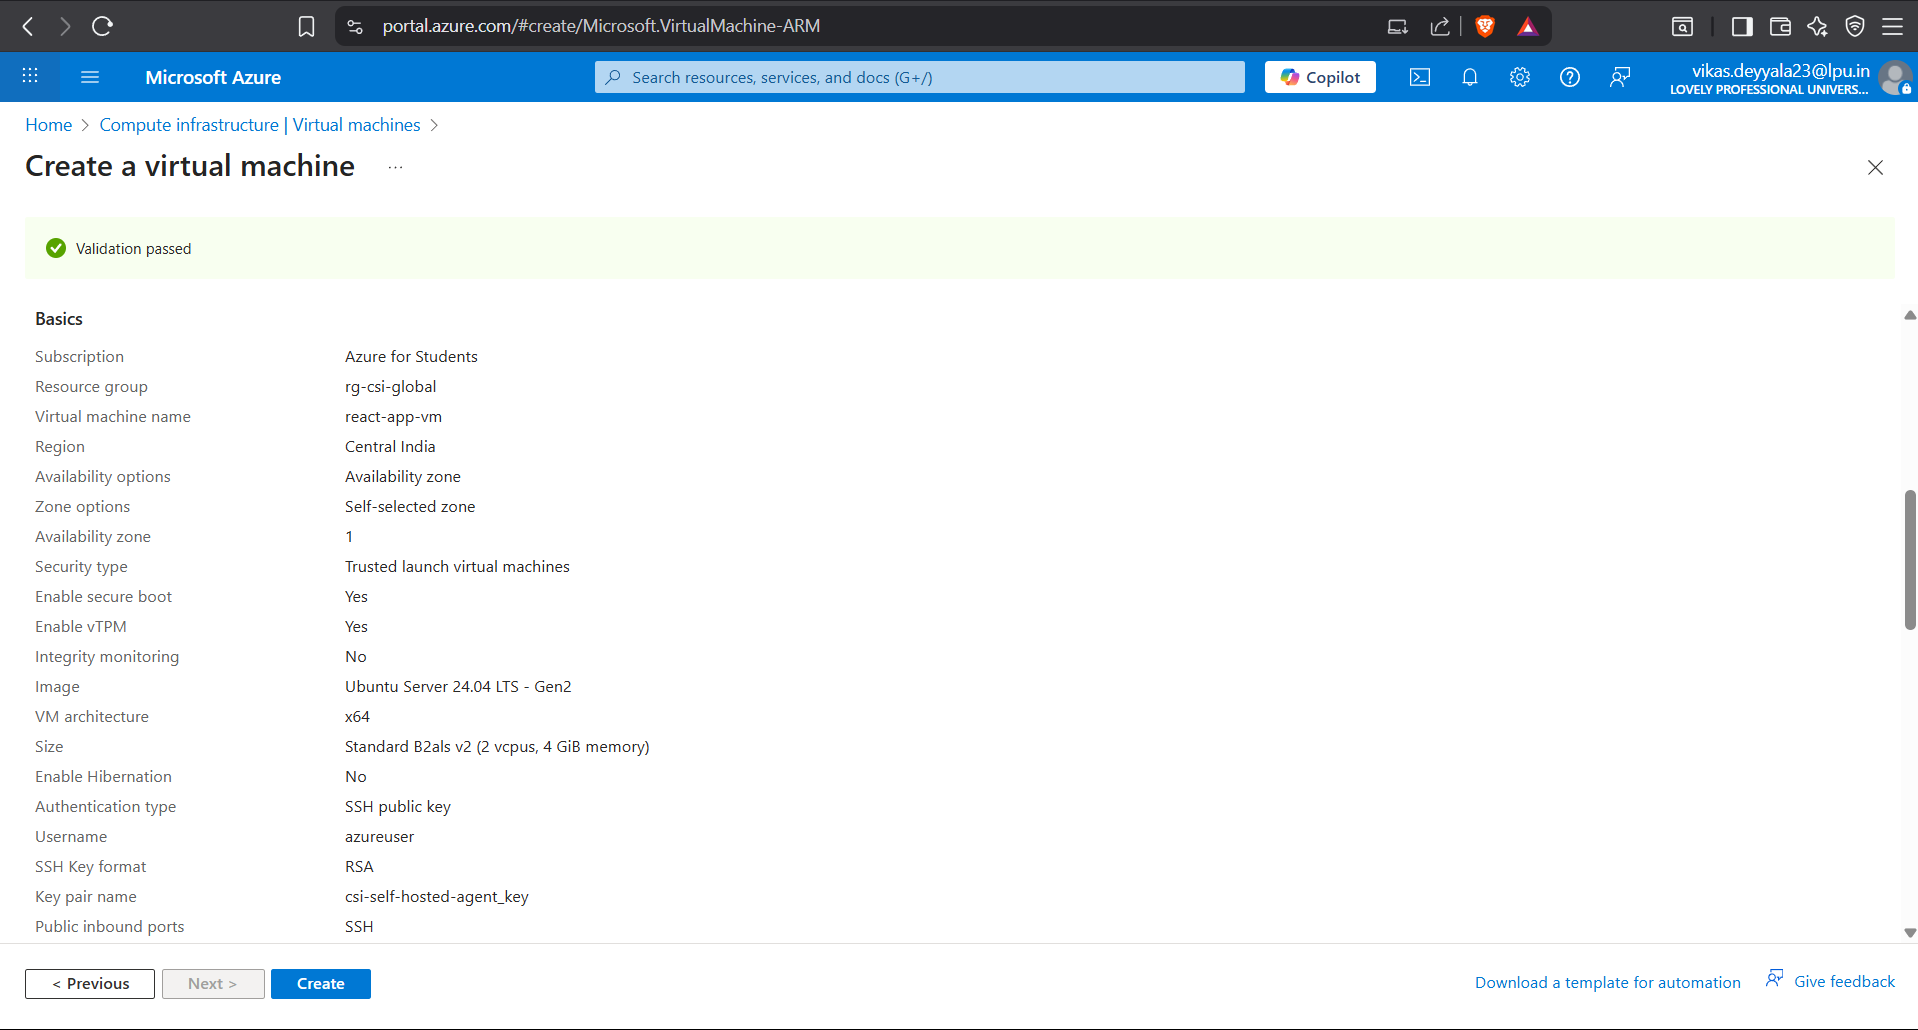 portal.azure.com/#create/Microsoft.VirtualMachine-ARM
Microsoft Azure
Search resources, services, and docs (G+/)
Copilot
vikas.deyyala23@lpu.in
LOVELY PROFESSIONAL UNIVERS...
Home > Compute infrastructure | Virtual machines >
Create a virtual machine ...
Validation passed
Basics
Subscription Azure for Students
Resource group rg-csi-global
Virtual machine name react-app-vm
Region Central India
Availability options Availability zone
Zone options Self-selected zone
Availability zone 1
Security type Trusted launch virtual machines
Enable secure boot Yes
Enable vTPM Yes
Integrity monitoring No
Image Ubuntu Server 24.04 LTS - Gen2
VM architecture x64
Size Standard B2als v2 (2 vcpus, 4 GiB memory)
Enable Hibernation No
Authentication type SSH public key
Username azureuser
SSH Key format RSA
Key pair name csi-self-hosted-agent_key
Public inbound ports SSH
< Previous Next > Create Download a template for automation Give feedback